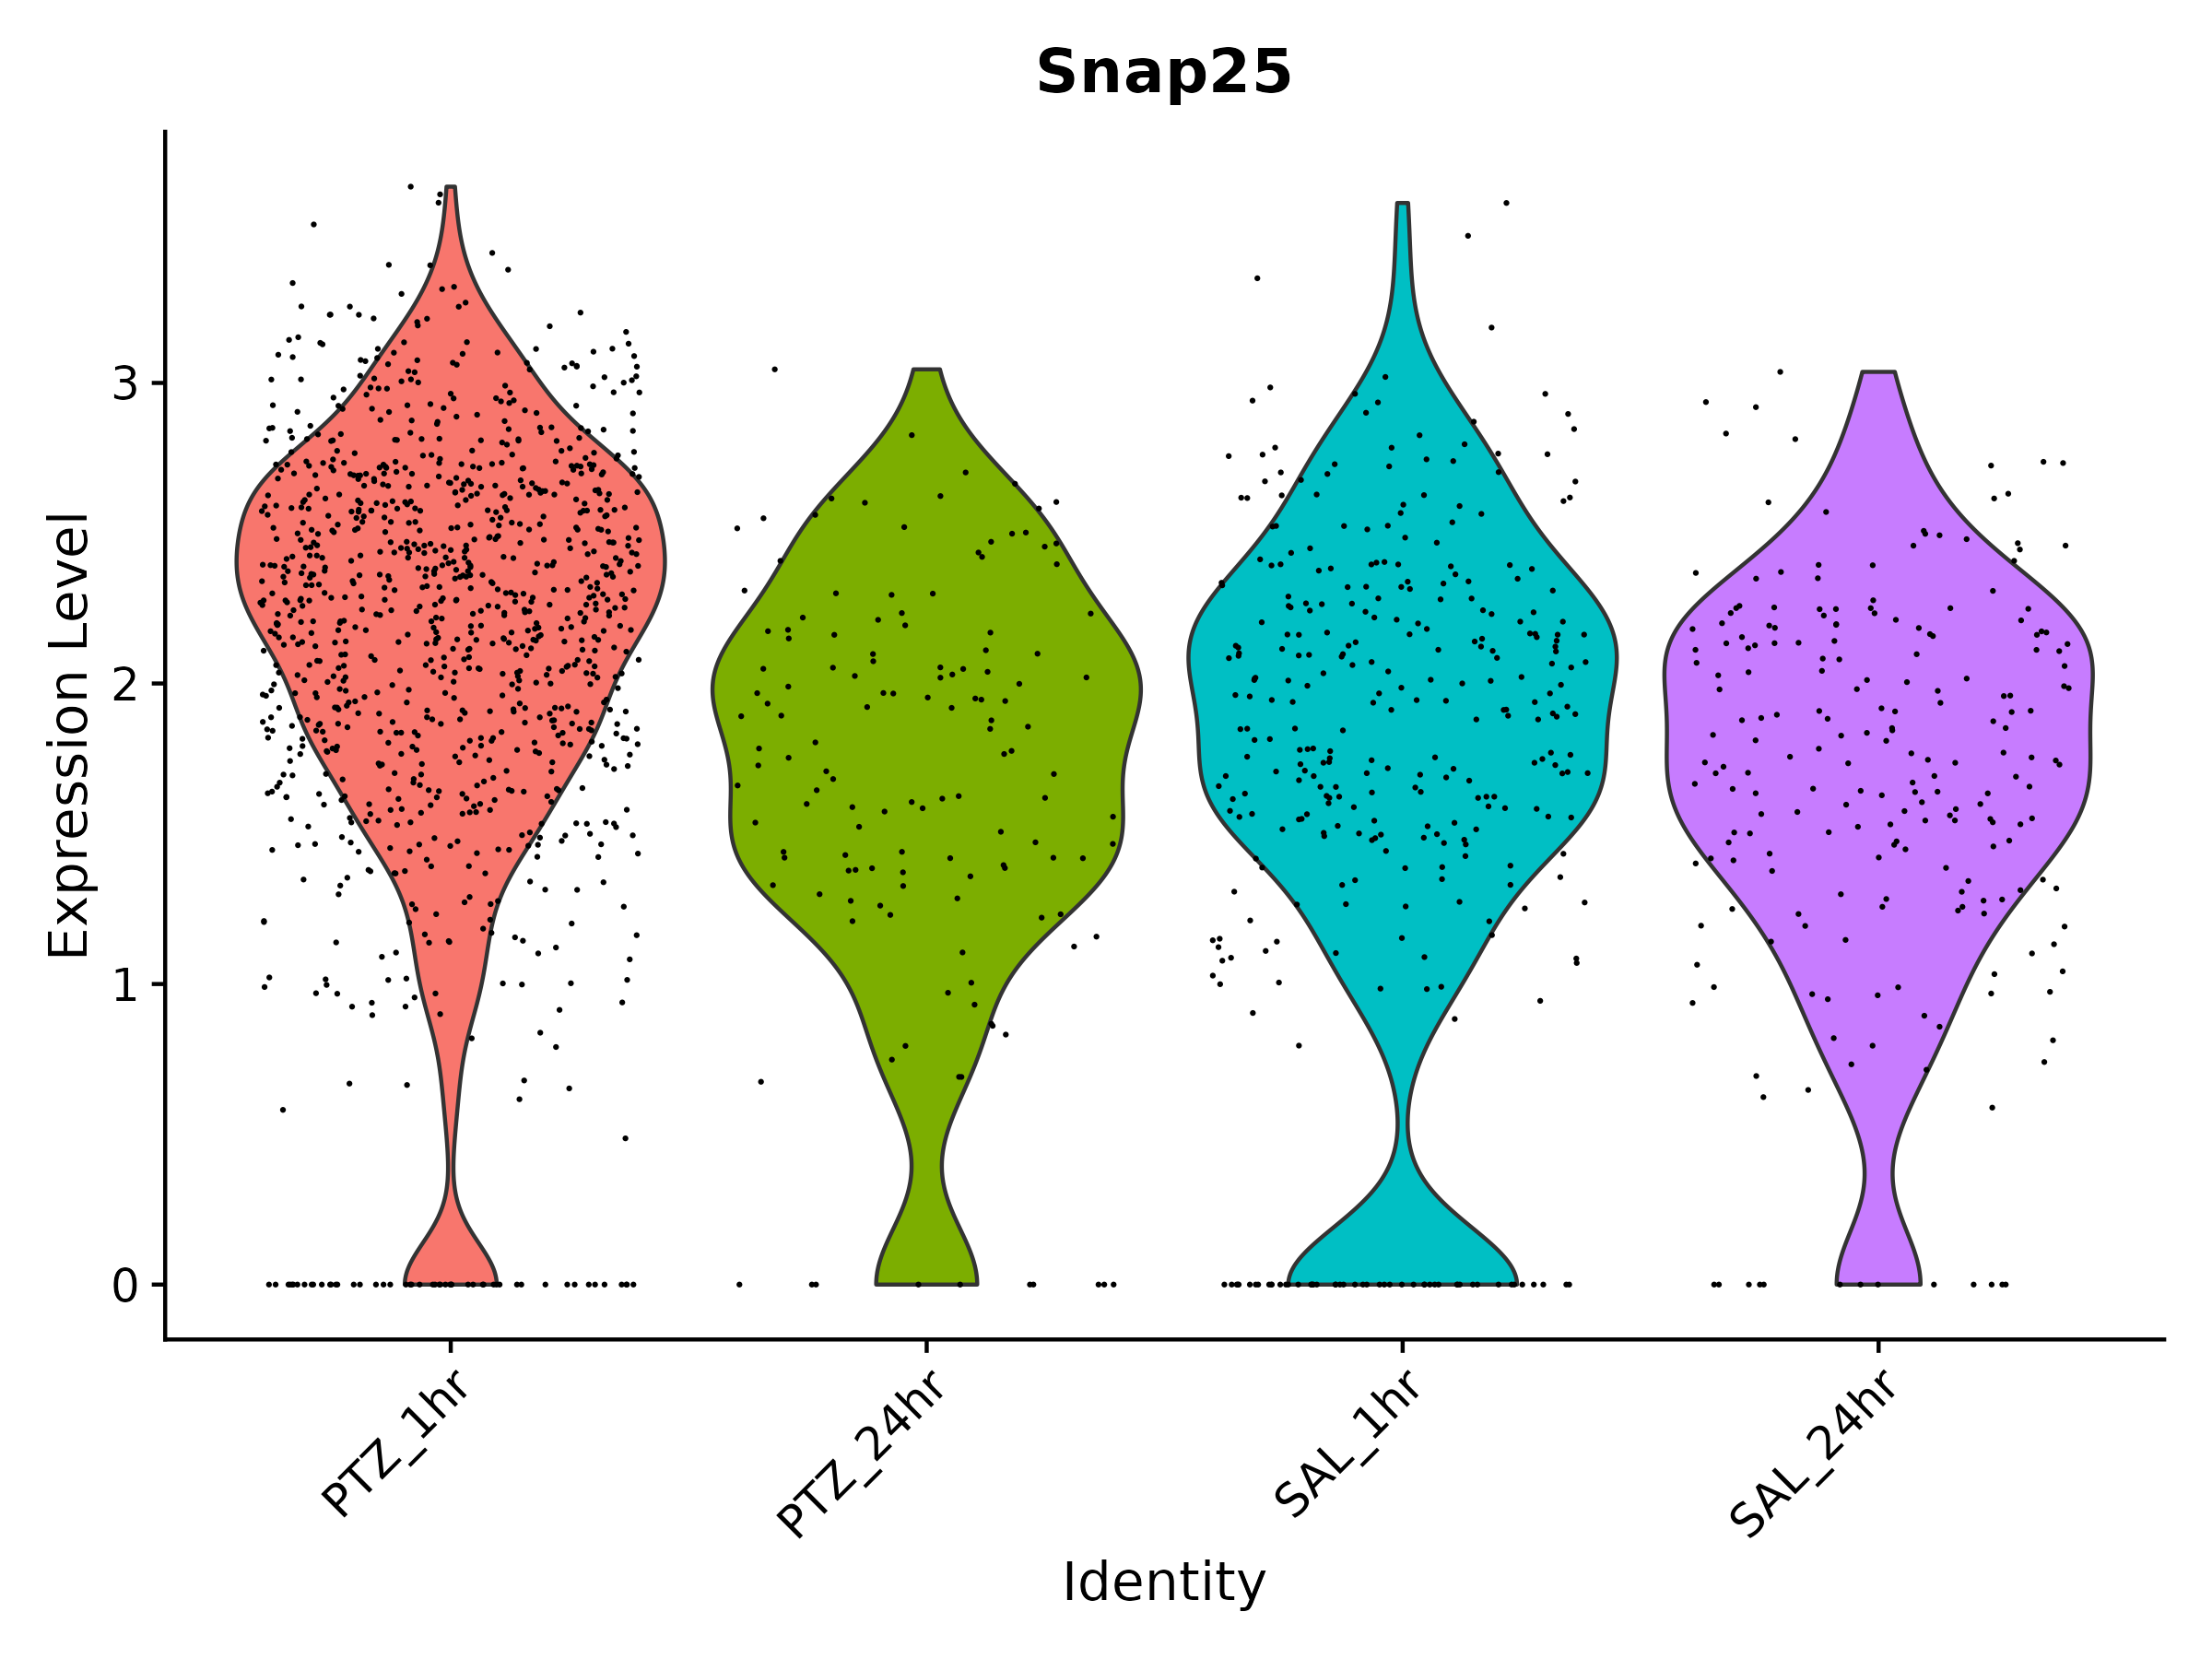 Snap25
Expression Level
3
2
1
0
PTZ_1hr
PTZ_24hr
SAL_1hr
SAL_24hr
Identity